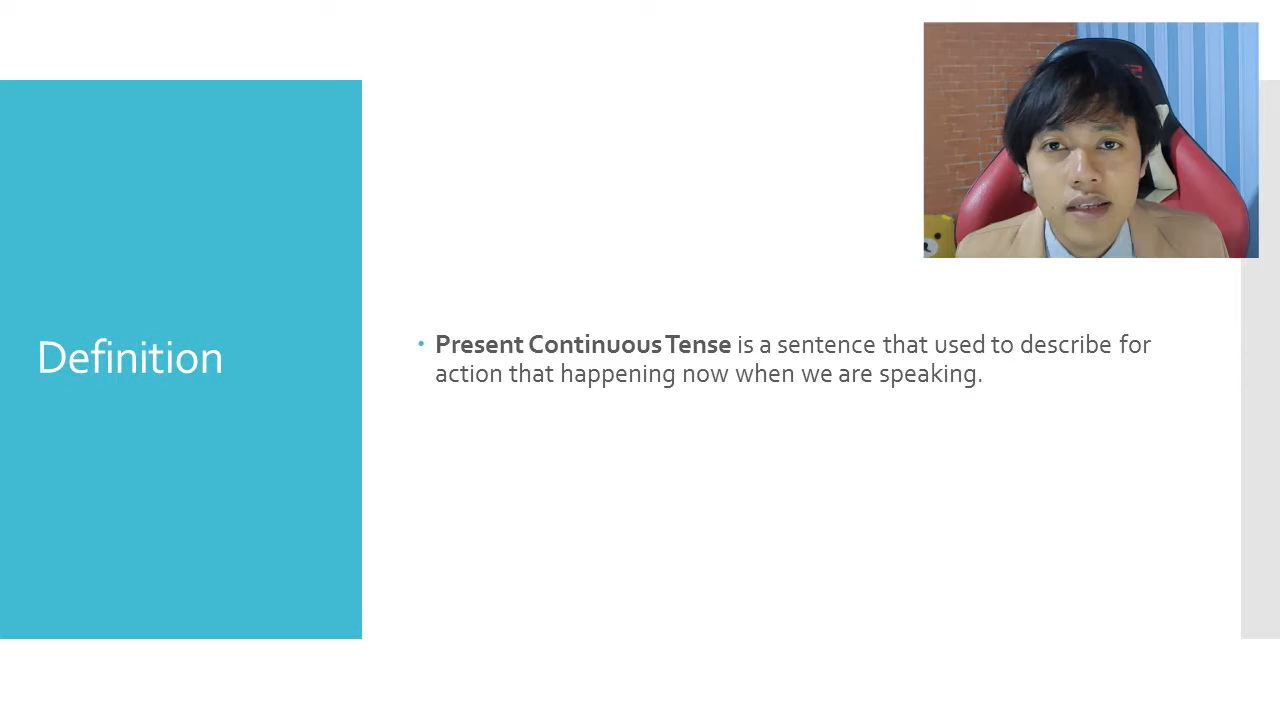 Definition
• Present Continuous Tense is a sentence that used to describe for
action that happening now when we are speaking.